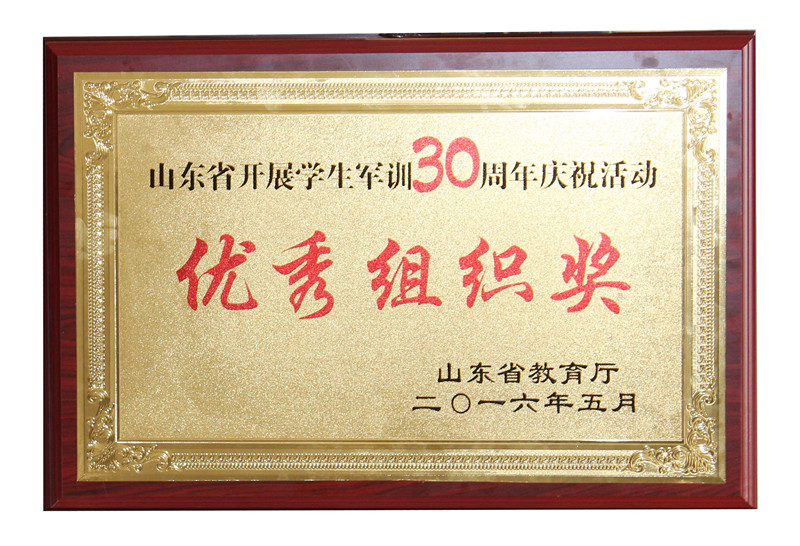 山东省开展学生军训30周年庆祝活动
优秀组织奖
山东省教育厅
二〇一六年五月